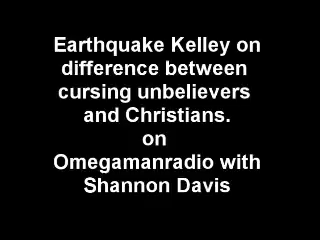 Earthquake Kelley on
difference between
cursing unbelievers
and Christians.
on
Omegamanradio with
Shannon Davis